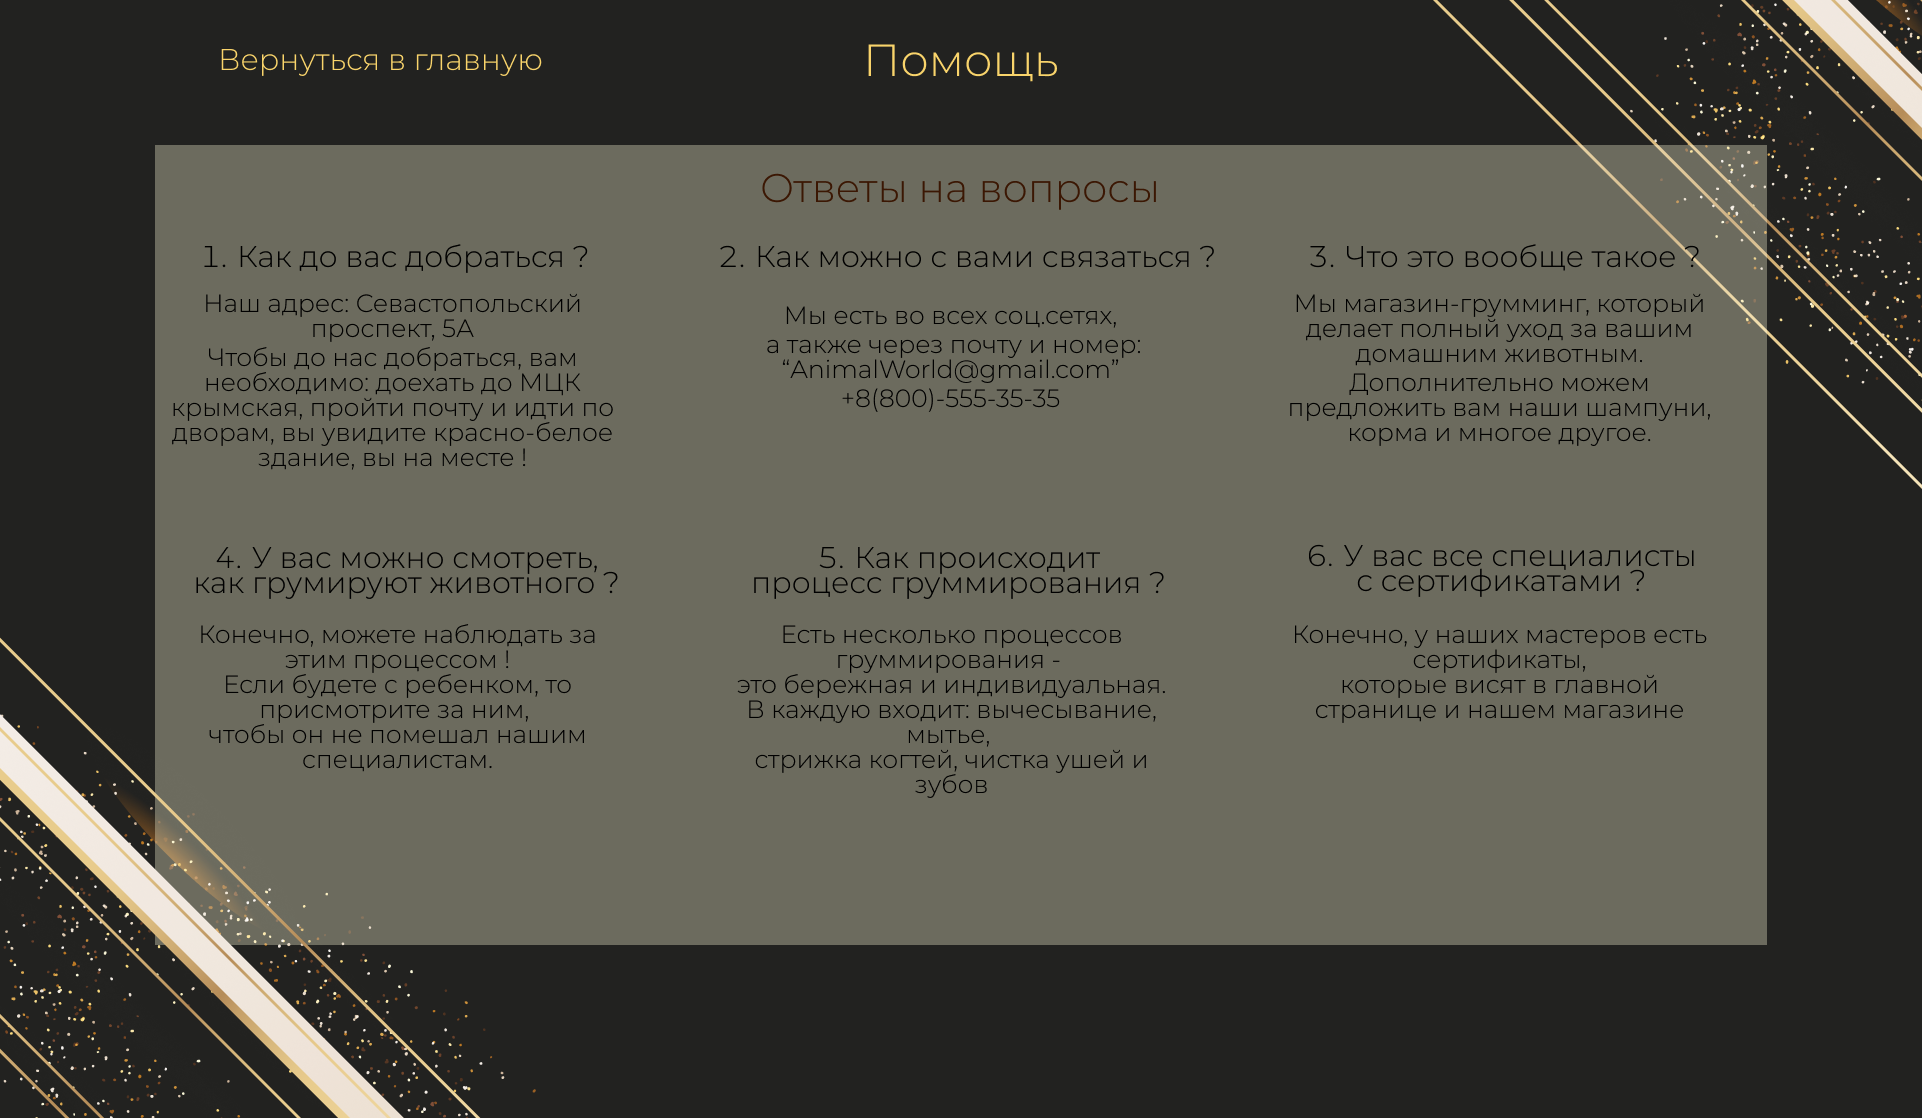 Вернуться в главную
Помощь
Ответы на вопросы
1. Как до вас добраться ?
Наш адрес: Севастопольский
проспект, 5А
Чтобы до нас добраться, вам
необходимо: доехать до МЦК
крымская, пройти почту и идти по
дворам, вы увидите красно-белое
здание, вы на месте !
2. Как можно с вами связаться ?
Мы есть во всех соц.сетях,
а также через почту и номер:
“AnimalWorld@gmail.com”
+8(800)-555-35-35
3. Что это вообще такое ?
Мы магазин-грумминг, который
делает полный уход за вашим
домашним животным.
Дополнительно можем
предложить вам наши шампуни,
корма и многое другое.
4. У вас можно смотреть,
как грумируют животного ?
Конечно, можете наблюдать за
этим процессом !
Если будете с ребенком, то
присмотрите за ним,
чтобы он не помешал нашим
специалистам.
5. Как происходит
процесс груммирования ?
Есть несколько процессов
груммирования -
это бережная и индивидуальная.
В каждую входит: вычесывание,
мытье,
стрижка когтей, чистка ушей и
зубов
6. У вас все специалисты
с сертификатами ?
Конечно, у наших мастеров есть
сертификаты,
которые висят в главной
странице и нашем магазине